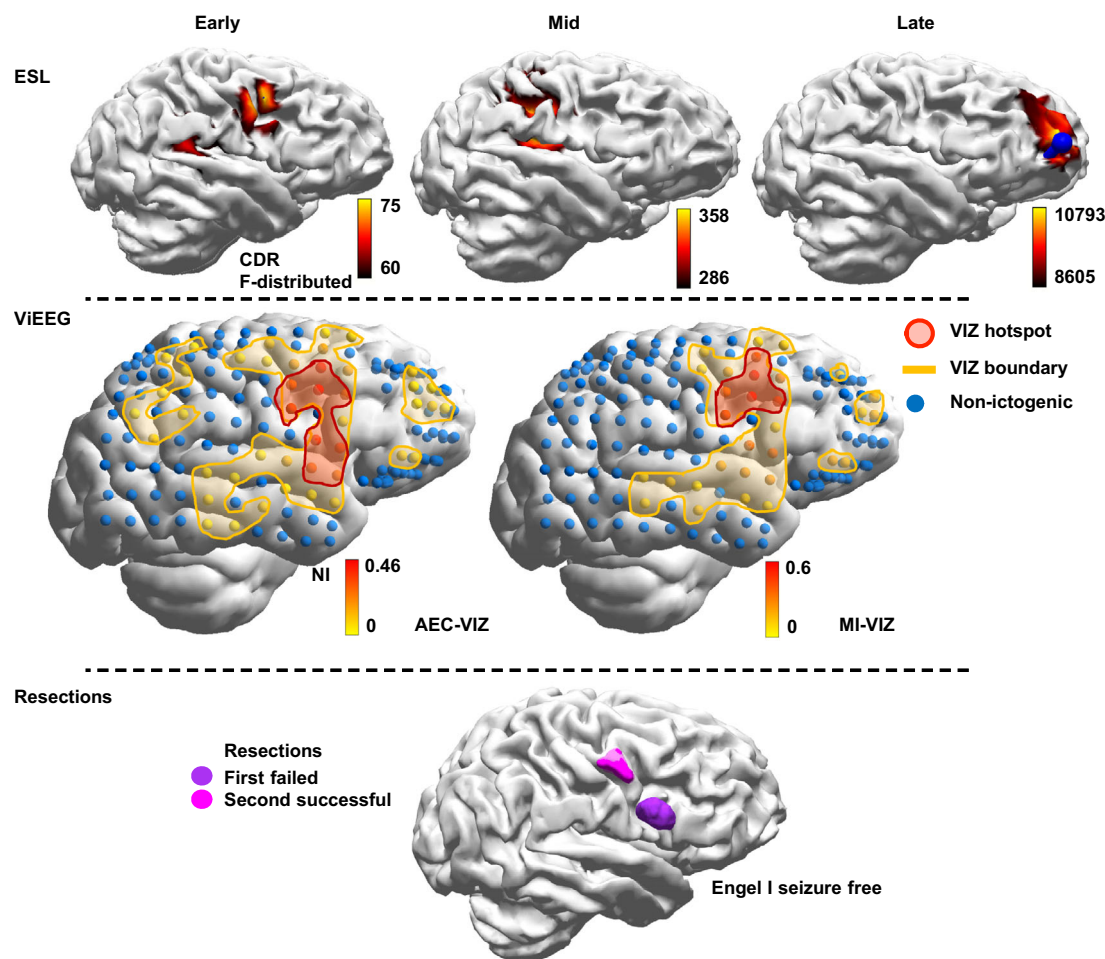 Early
Mid
Late
ESL
75
60
CDR
F-distributed
358
286
10793
8605
ViEEG
VIZ hotspot
VIZ boundary
Non-ictogenic
NI
0.46
0
AEC-VIZ
0.6
0
MI-VIZ
Resections
Resections
First failed
Second successful
Engel I seizure free